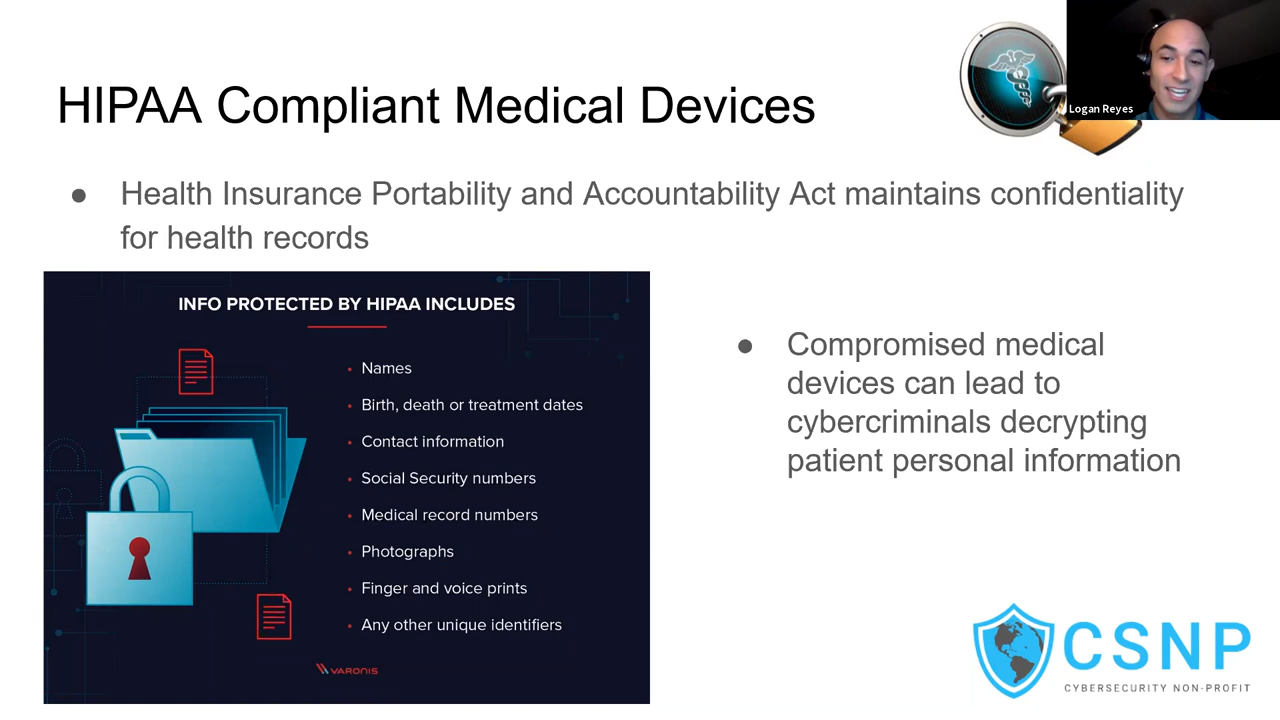 HIPAA Compliant Medical Devices
Logan Reyes
● Health Insurance Portability and Accountability Act maintains confidentiality
for health records
INFO PROTECTED BY HIPAA INCLUDES
• Names
• Birth, death or treatment dates
• Contact information
• Social Security numbers
• Medical record numbers
• Photographs
• Finger and voice prints
• Any other unique identifiers
VARONIS
● Compromised medical
devices can lead to
cybercriminals decrypting
patient personal information
CSNP
CYBERSECURITY NON-PROFIT